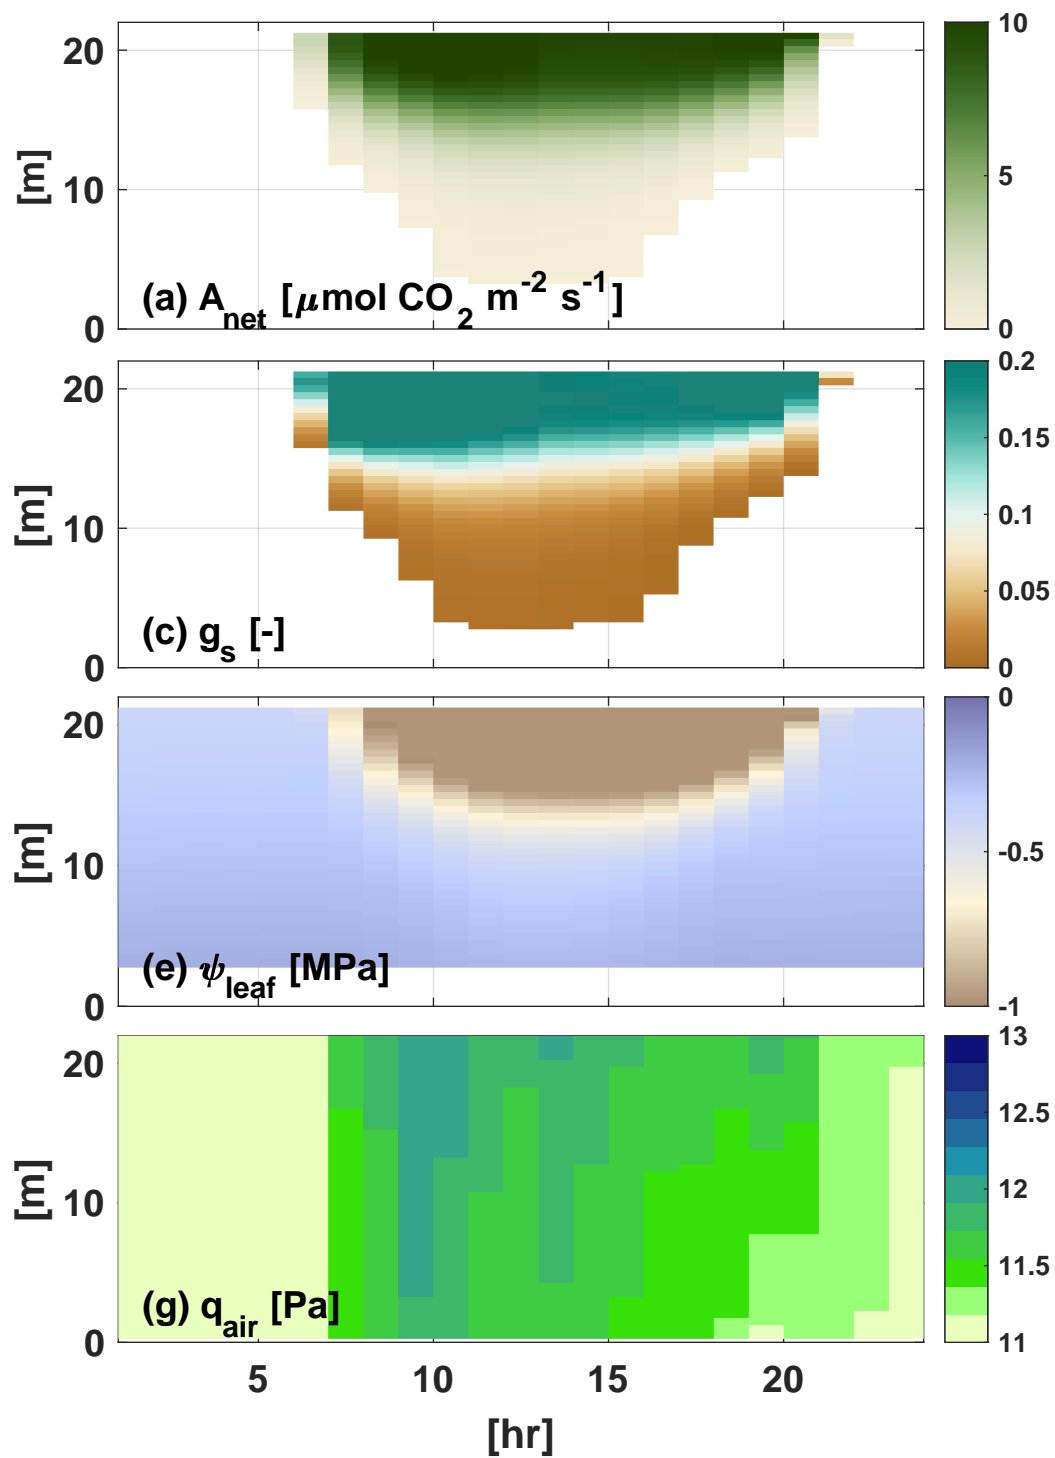 20
10
0
[m]
(a) A_net [μmol CO_2 m^-2 s^-1]
10
5
0
20
10
0
[m]
(c) g_s [-]
0.2
0.15
0.1
0.05
0
20
10
0
[m]
(e) ψ_leaf [MPa]
0
-0.5
-1
20
10
0
[m]
(g) q_air [Pa]
13
12.5
12
11.5
11
5 10 15 20
[hr]